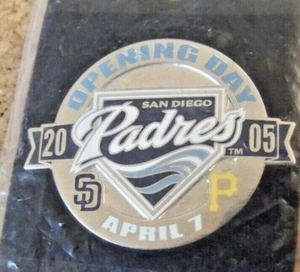 OPENING DAY
SAN DIEGO
Padres
TM
20 05
SD
P
APRIL 7